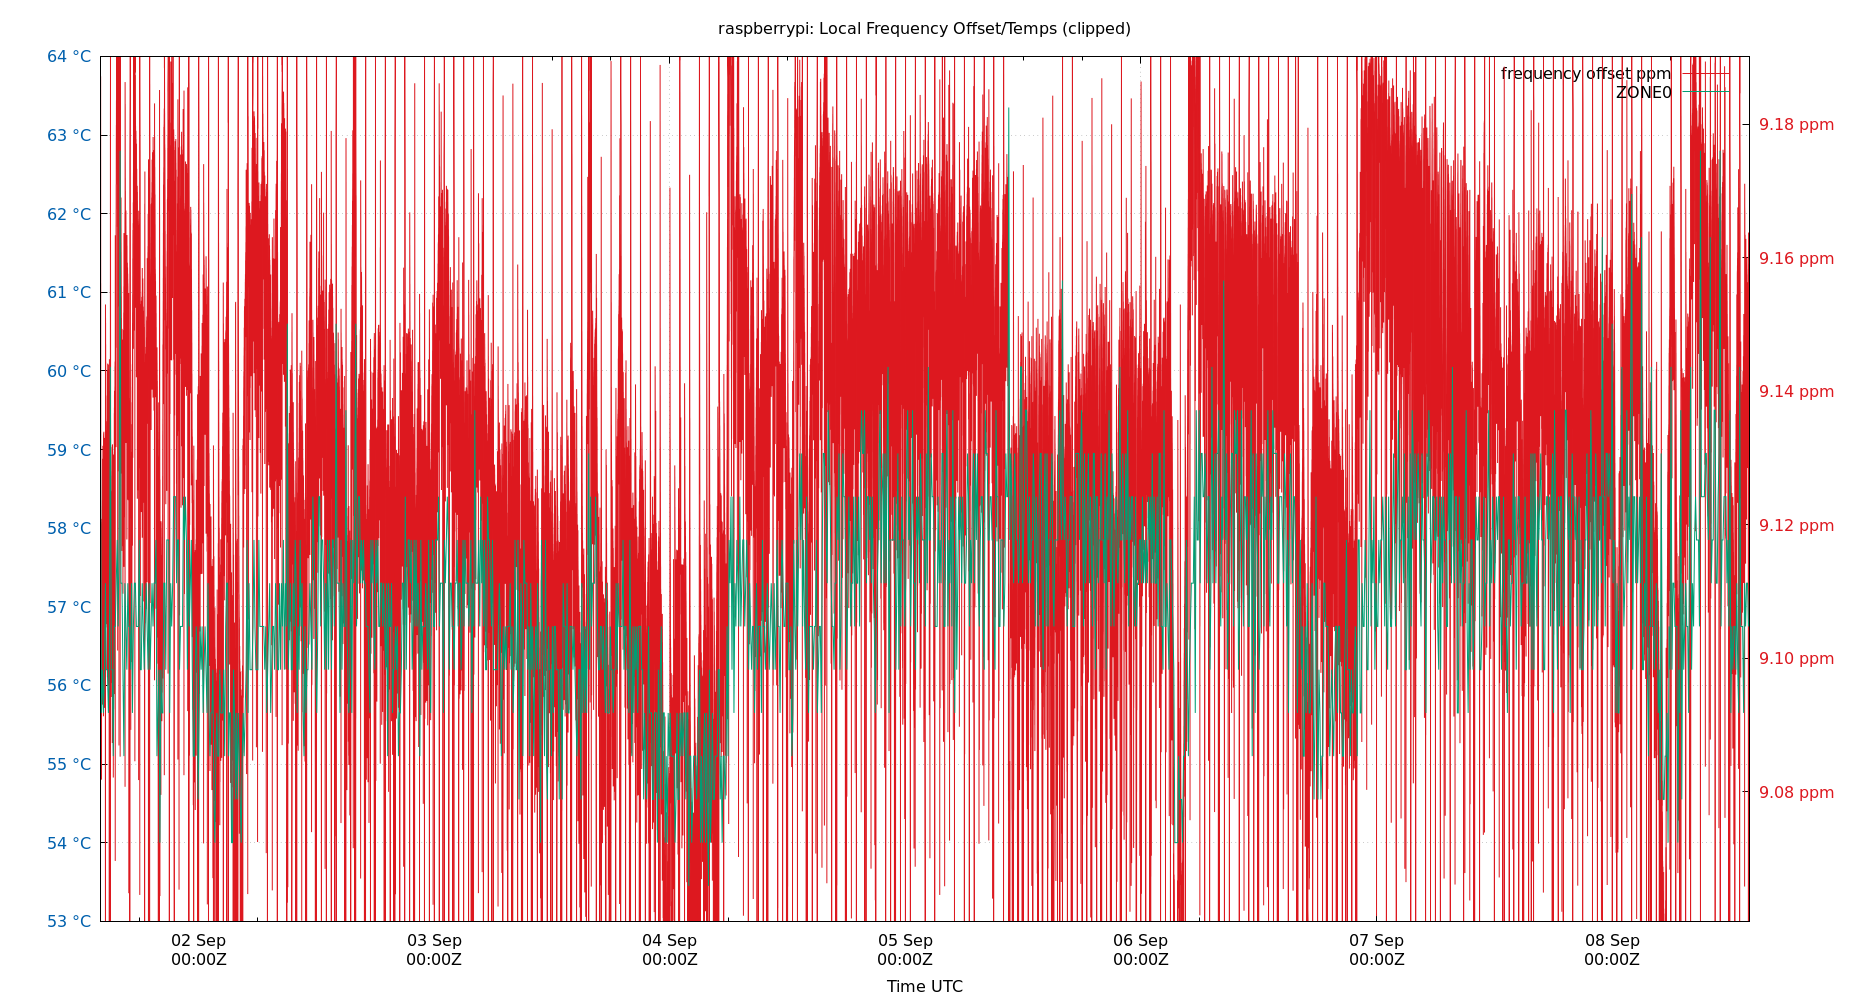 raspberrypi: Local Frequency Offset/Temps (clipped)
64 °C
63 °C
62 °C
61 °C
60 °C
59 °C
58 °C
57 °C
56 °C
55 °C
54 °C
53 °C
frequency offset ppm
ZONE0
9.18 ppm
9.16 ppm
9.14 ppm
9.12 ppm
9.10 ppm
9.08 ppm
02 Sep 03 Sep 04 Sep 05 Sep 06 Sep 07 Sep 08 Sep
00:00Z 00:00Z 00:00Z 00:00Z 00:00Z 00:00Z 00:00Z
Time UTC